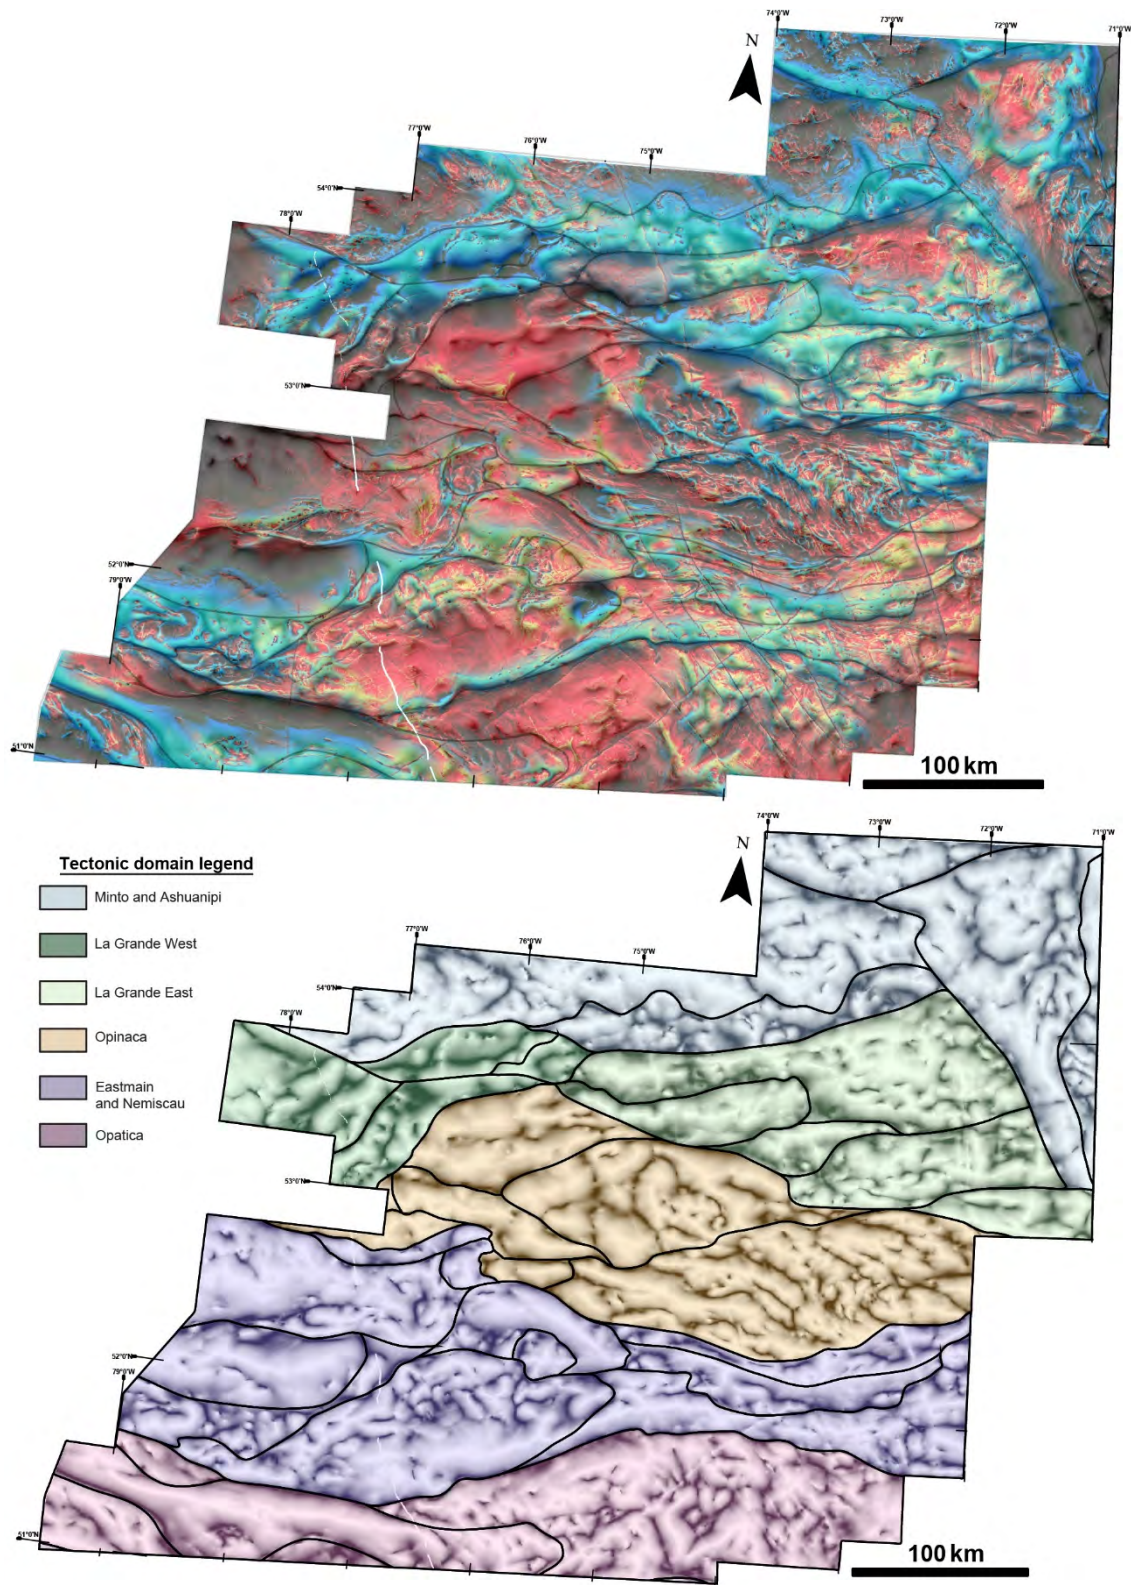 74°0'W
73°0'W
72°0'W
71°0'W
N
77°0'W
76°0'W
75°0'W
54°0'N
78°0'W
53°0'N
52°0'N
79°0'W
51°0'N
100 km
74°0'W
73°0'W
72°0'W
71°0'W
N
Tectonic domain legend
Minto and Ashuanipi
La Grande West
La Grande East
Opinaca
Eastmain
and Nemiscau
Opatica
77°0'W
76°0'W
75°0'W
54°0'N
78°0'W
53°0'N
52°0'N
79°0'W
51°0'N
100 km